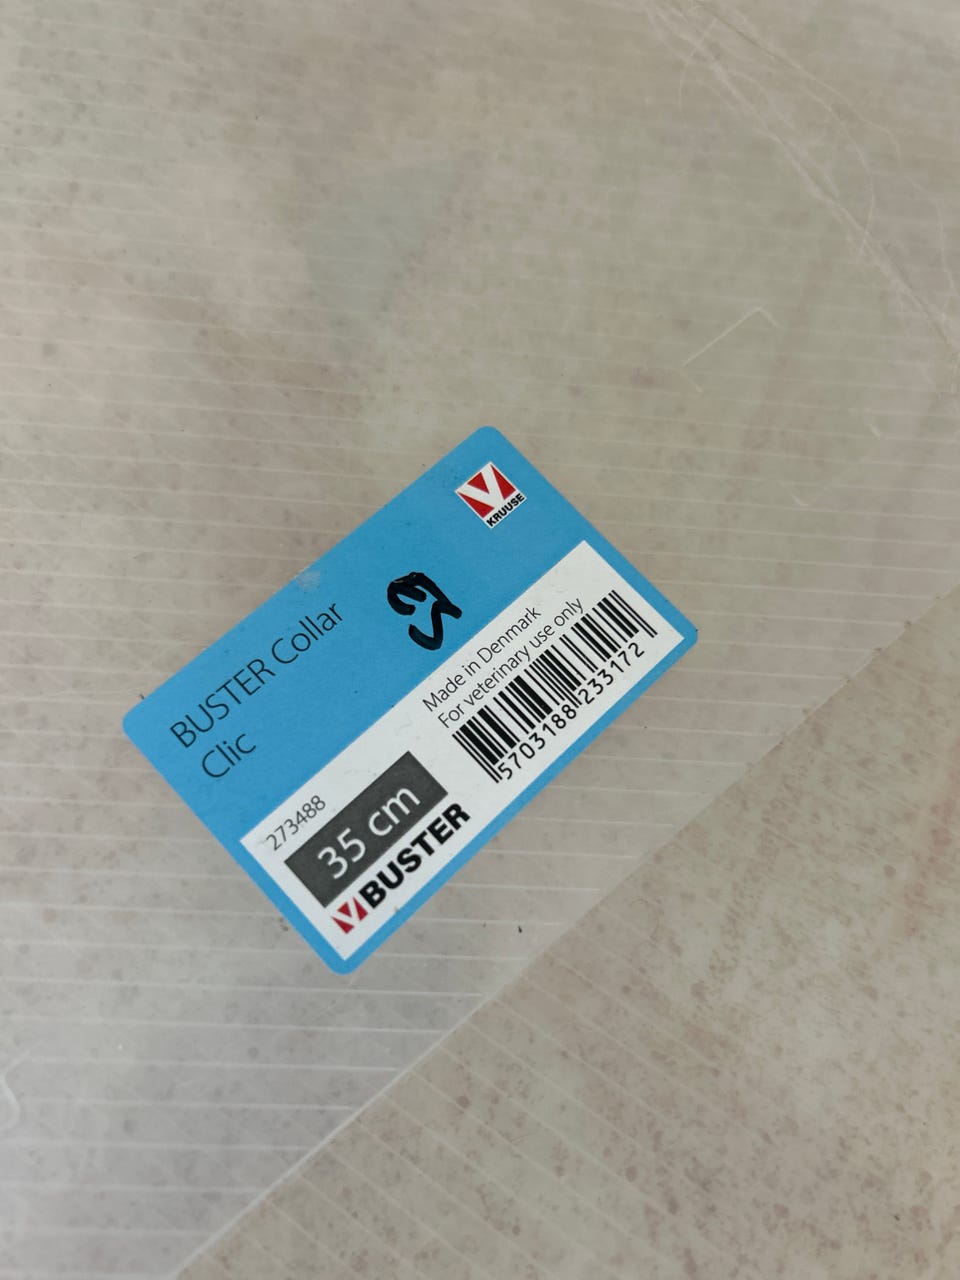 KRUUSE
BUSTER Collar
Clic
Made in Denmark
For veterinary use only
5703188233172
273488
35 cm
BUSTER